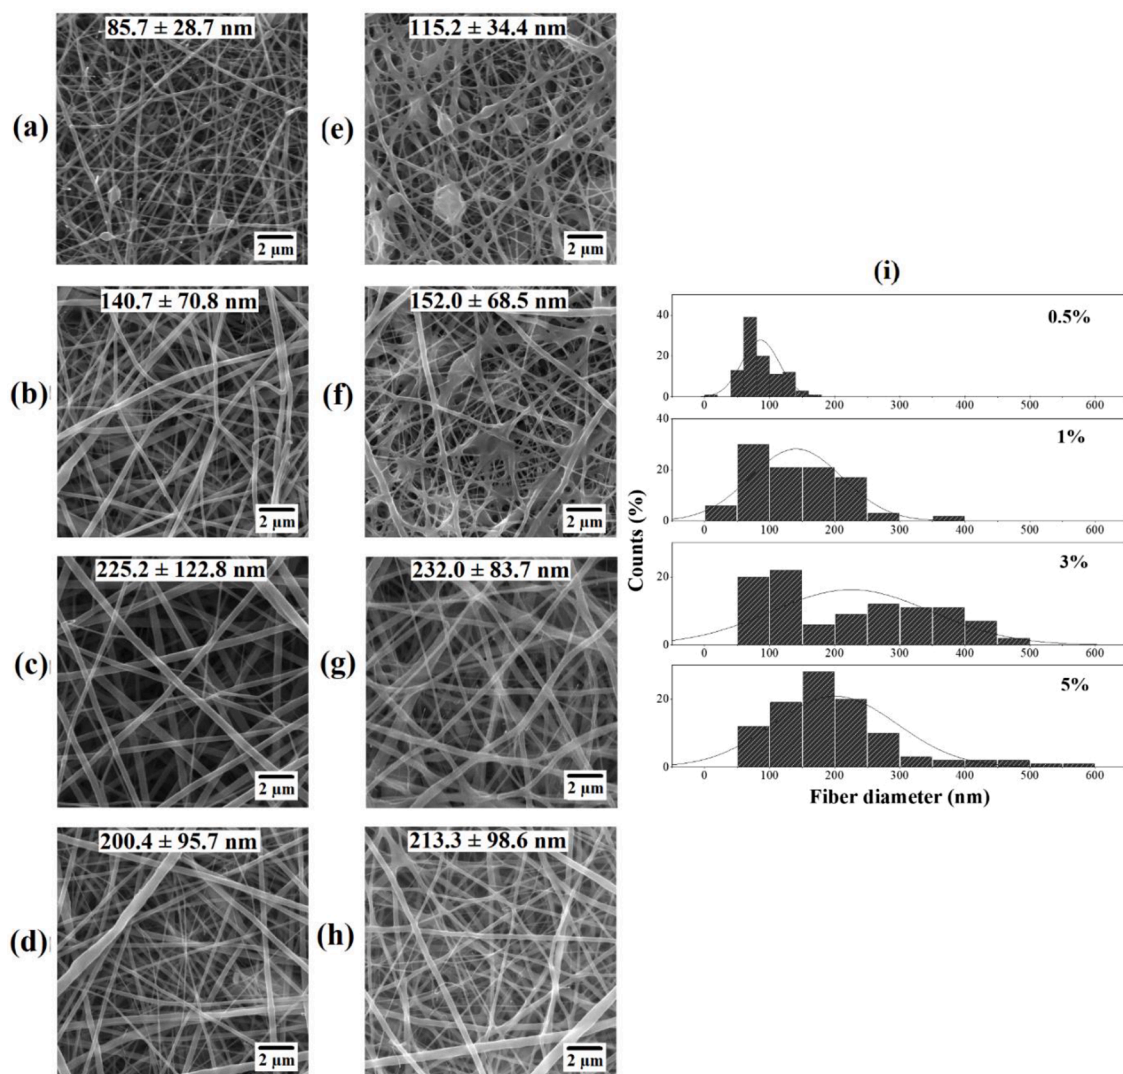 85.7 ± 28.7 nm
(a)
2 μm
115.2 ± 34.4 nm
(e)
2 μm
140.7 ± 70.8 nm
(b)
2 μm
152.0 ± 68.5 nm
(f)
2 μm
225.2 ± 122.8 nm
(c)
2 μm
232.0 ± 83.7 nm
(g)
2 μm
200.4 ± 95.7 nm
(d)
2 μm
213.3 ± 98.6 nm
(h)
2 μm
(i)
Counts (%)
40
20
0
0.5%
0 100 200 300 400 500 600
40
20
0
1%
0 100 200 300 400 500 600
20
0
3%
0 100 200 300 400 500 600
20
0
5%
0 100 200 300 400 500 600
Fiber diameter (nm)